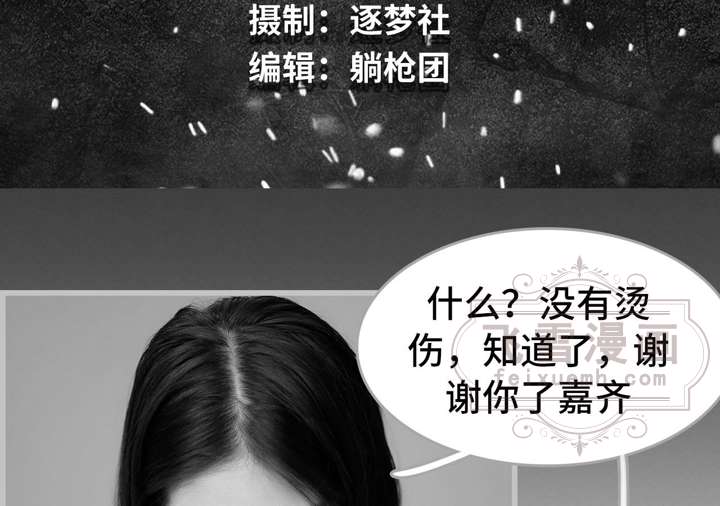 摄制：逐梦社
编辑：躺枪团
什么？没有烫
伤，知道了，谢
谢你了嘉齐
飞雪漫画
feixuemh.com